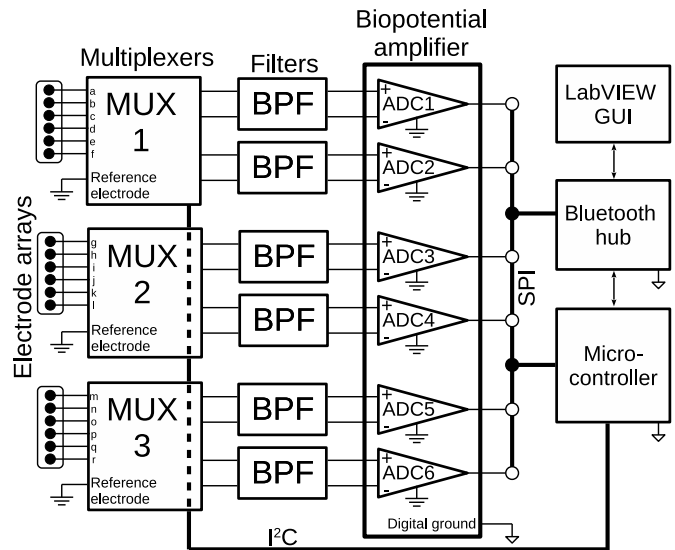 Multiplexers
Filters
Biopotential
amplifier
Electrode arrays
a
b
c
d
e
f
MUX
1
Reference
electrode
BPF
BPF
+
-
ADC1
+
-
ADC2
g
h
i
j
k
l
MUX
2
Reference
electrode
BPF
BPF
+
-
ADC3
+
-
ADC4
m
n
o
p
q
r
MUX
3
Reference
electrode
BPF
BPF
+
-
ADC5
+
-
ADC6
Digital ground
SPI
LabVIEW
GUI
Bluetooth
hub
Micro-
controller
I²C